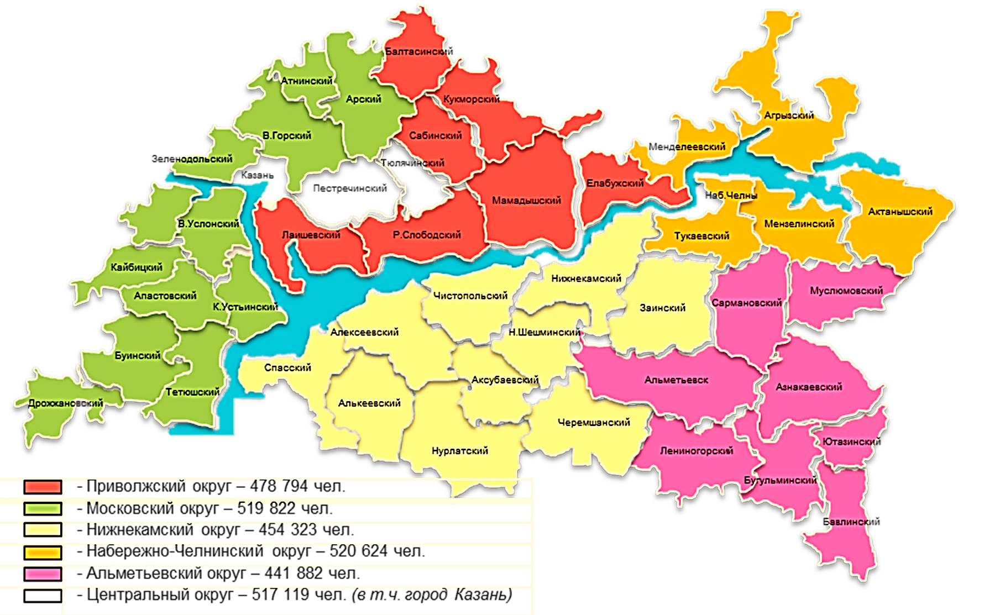 Балтасинский
Атнинский
Арский
Кукморский
Агрызский
В.Горский
Сабинский
Менделеевский
Зеленодольский
Тюлячинский
Казань
Пестречинский
Елабужский
Наб.Челны
Мамадышский
Актанышский
В.Услонский
Мензелинский
Лаишевский
Р.Слободский
Тукаевский
Кайбицкий
Нижнекамский
Муслюмовский
Апастовский
Чистопольский
Сармановский
К.Устьинский
Заинский
Алексеевский
Н.Шешминский
Буинский
Спасский
Аксубаевский
Альметьевск
Азнакаевский
Тетюшский
Дрожжановский
Алькеевский
Черемшанский
Ютазинский
Нурлатский
Лениногорский
Бугульминский
Бавлинский
- Приволжский округ – 478 794 чел.
- Московский округ – 519 822 чел.
- Нижнекамский округ – 454 323 чел.
- Набережно-Челнинский округ – 520 624 чел.
- Альметьевский округ – 441 882 чел.
- Центральный округ – 517 119 чел. (в т.ч. город Казань)